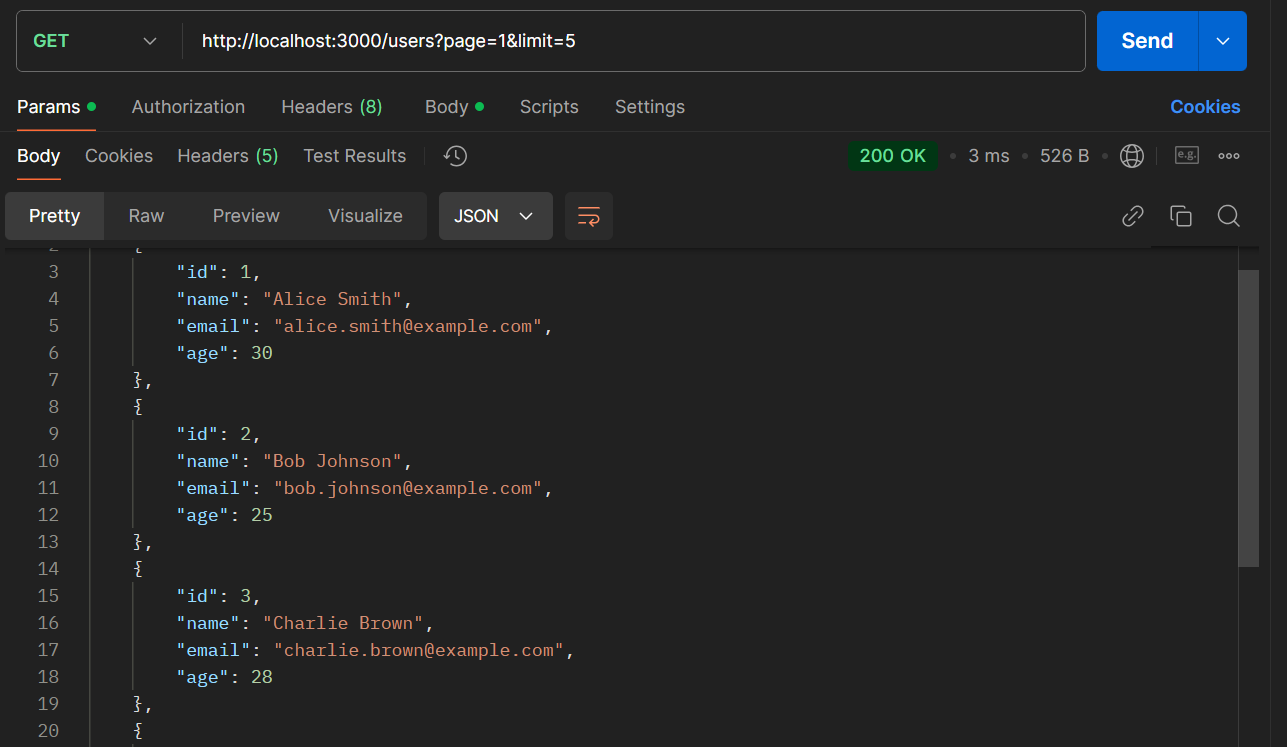 GET http://localhost:3000/users?page=1&limit=5 Send
Params Authorization Headers (8) Body Scripts Settings Cookies
Body Cookies Headers (5) Test Results 200 OK 3 ms 526 B e.g.
Pretty Raw Preview Visualize JSON
2 {
3 "id": 1,
4 "name": "Alice Smith",
5 "email": "alice.smith@example.com",
6 "age": 30
7 },
8 {
9 "id": 2,
10 "name": "Bob Johnson",
11 "email": "bob.johnson@example.com",
12 "age": 25
13 },
14 {
15 "id": 3,
16 "name": "Charlie Brown",
17 "email": "charlie.brown@example.com",
18 "age": 28
19 },
20 {